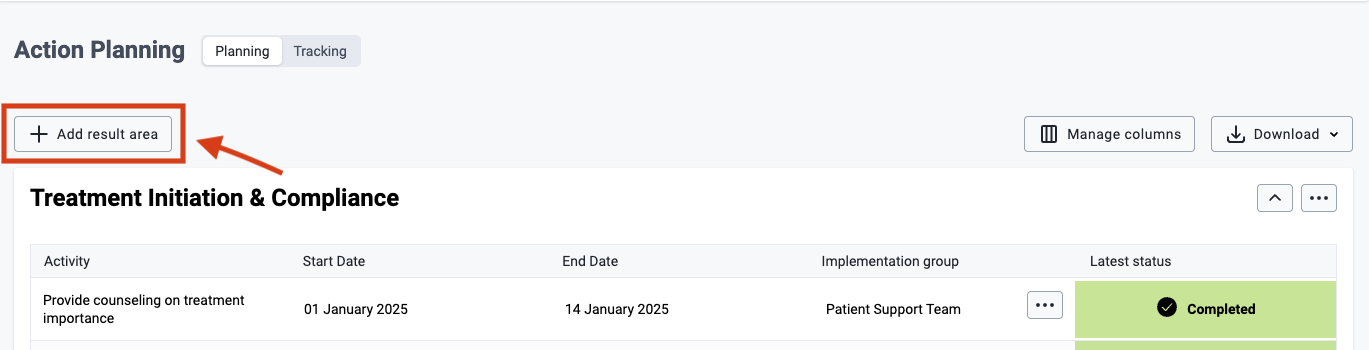 Action Planning
Planning
Tracking
Add result area
Manage columns
Download
Treatment Initiation & Compliance
Activity
Start Date
End Date
Implementation group
Latest status
Provide counseling on treatment
importance
01 January 2025
14 January 2025
Patient Support Team
Completed